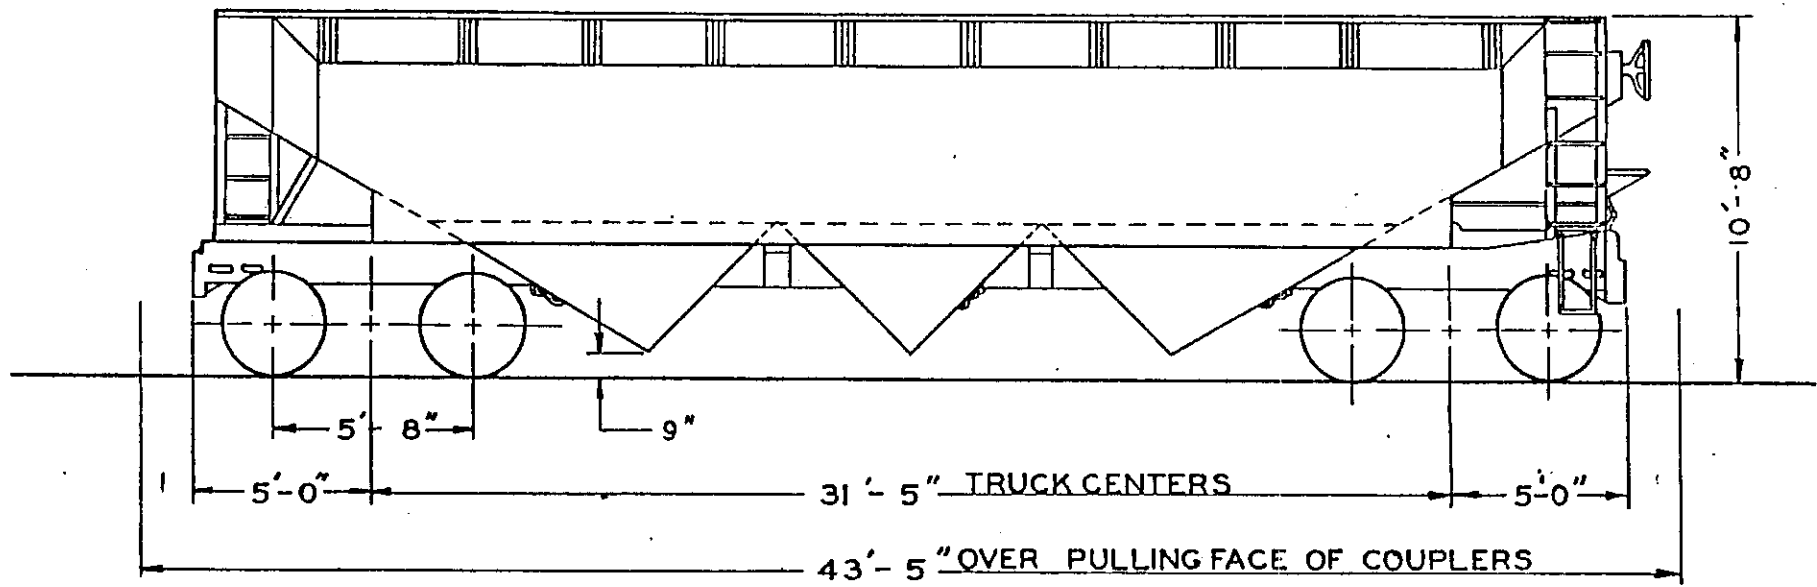 10'-8"
5'-8"
9"
5'-0"
31'-5" TRUCK CENTERS
5'-0"
43'-5" OVER PULLING FACE OF COUPLERS